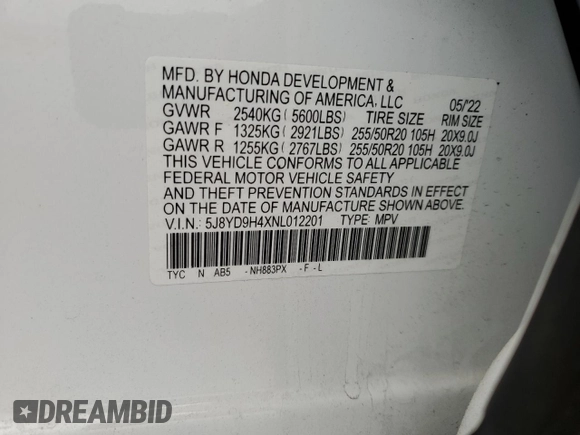 MFD. BY HONDA DEVELOPMENT &
MANUFACTURING OF AMERICA, LLC 05/'22
GVWR 2540KG ( 5600LBS) TIRE SIZE RIM SIZE
GAWR F 1325KG ( 2921LBS) 255/50R20 105H 20X9.0J
GAWR R 1255KG ( 2767LBS) 255/50R20 105H 20X9.0J
THIS VEHICLE CONFORMS TO ALL APPLICABLE
FEDERAL MOTOR VEHICLE SAFETY
AND THEFT PREVENTION STANDARDS IN EFFECT
ON THE DATE OF MANUFACTURE SHOWN ABOVE.
V.I.N.: 5J8YD9H4XNL012201 TYPE: MPV
TYC N AB5 -NH883PX -F -L
DREAMBID